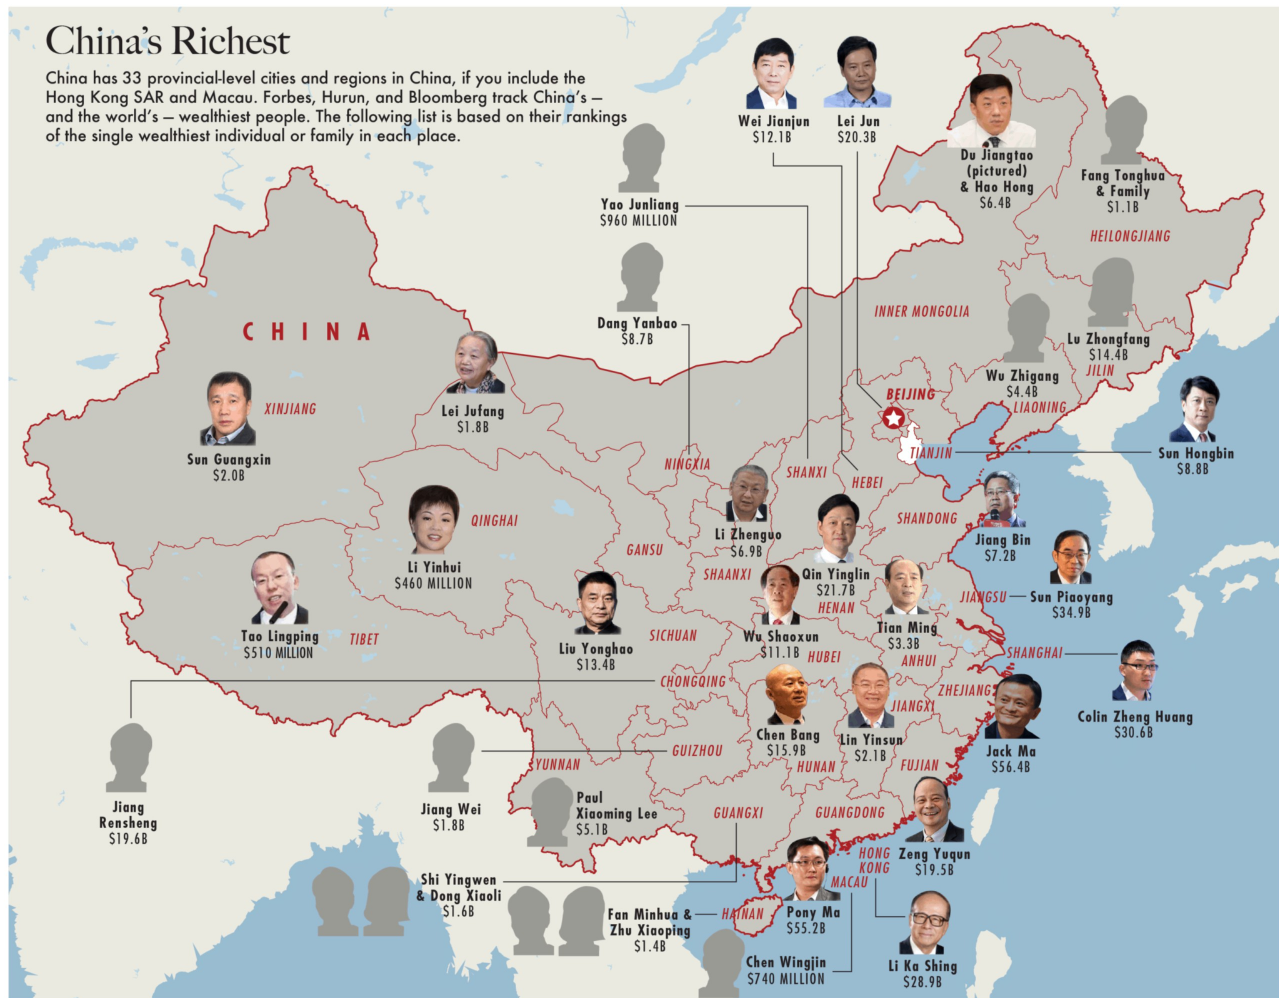 China's Richest
China has 33 provincial-level cities and regions in China, if you include the
Hong Kong SAR and Macau. Forbes, Hurun, and Bloomberg track China's –
and the world's – wealthiest people. The following list is based on their rankings
of the single wealthiest individual or family in each place.
Wei Jianjun
$12.1B
Lei Jun
$20.3B
Du Jiangtao
(pictured)
& Hao Hong
$6.4B
Fang Tonghua
& Family
$1.1B
HEILONGJIANG
Yao Junliang
$960 MILLION
Dang Yanbao
$8.7B
INNER MONGOLIA
CHINA
Lu Zhongfang
$14.4B
JILIN
Wu Zhigang
$4.4B
LIAONING
BEIJING
Lei Jufang
$1.8B
XINJIANG
Sun Guangxin
$2.0B
TIANJIN
Sun Hongbin
$8.8B
NINGXIA
SHANXI
HEBEI
QINGHAI
Li Yinhui
$460 MILLION
GANSU
Li Zhenguo
$6.9B
SHAANXI
SHANDONG
Jiang Bin
$7.2B
Qin Yinglin
$21.7B
HENAN
JIANGSU
Sun Piaoyang
$34.9B
Tao Lingping
$510 MILLION
TIBET
Liu Yonghao
$13.4B
SICHUAN
Wu Shaoxun
$11.1B
HUBEI
Tian Ming
$3.3B
ANHUI
SHANGHAI
Colin Zheng Huang
$30.6B
CHONGQING
ZHEJIANG
JIANGXI
Chen Bang
$15.9B
HUNAN
Lin Yinsun
$2.1B
FUJIAN
Jack Ma
$56.4B
GUIZHOU
YUNNAN
Jiang
Rensheng
$19.6B
Jiang Wei
$1.8B
Paul
Xiaoming Lee
$5.1B
GUANGXI
GUANGDONG
Zeng Yuqun
$19.5B
HONG
KONG
MACAU
Shi Yingwen
& Dong Xiaoli
$1.6B
Fan Minhua &
Zhu Xiaoping
$1.4B
HAINAN
Pony Ma
$55.2B
Chen Wingjin
$740 MILLION
Li Ka Shing
$28.9B